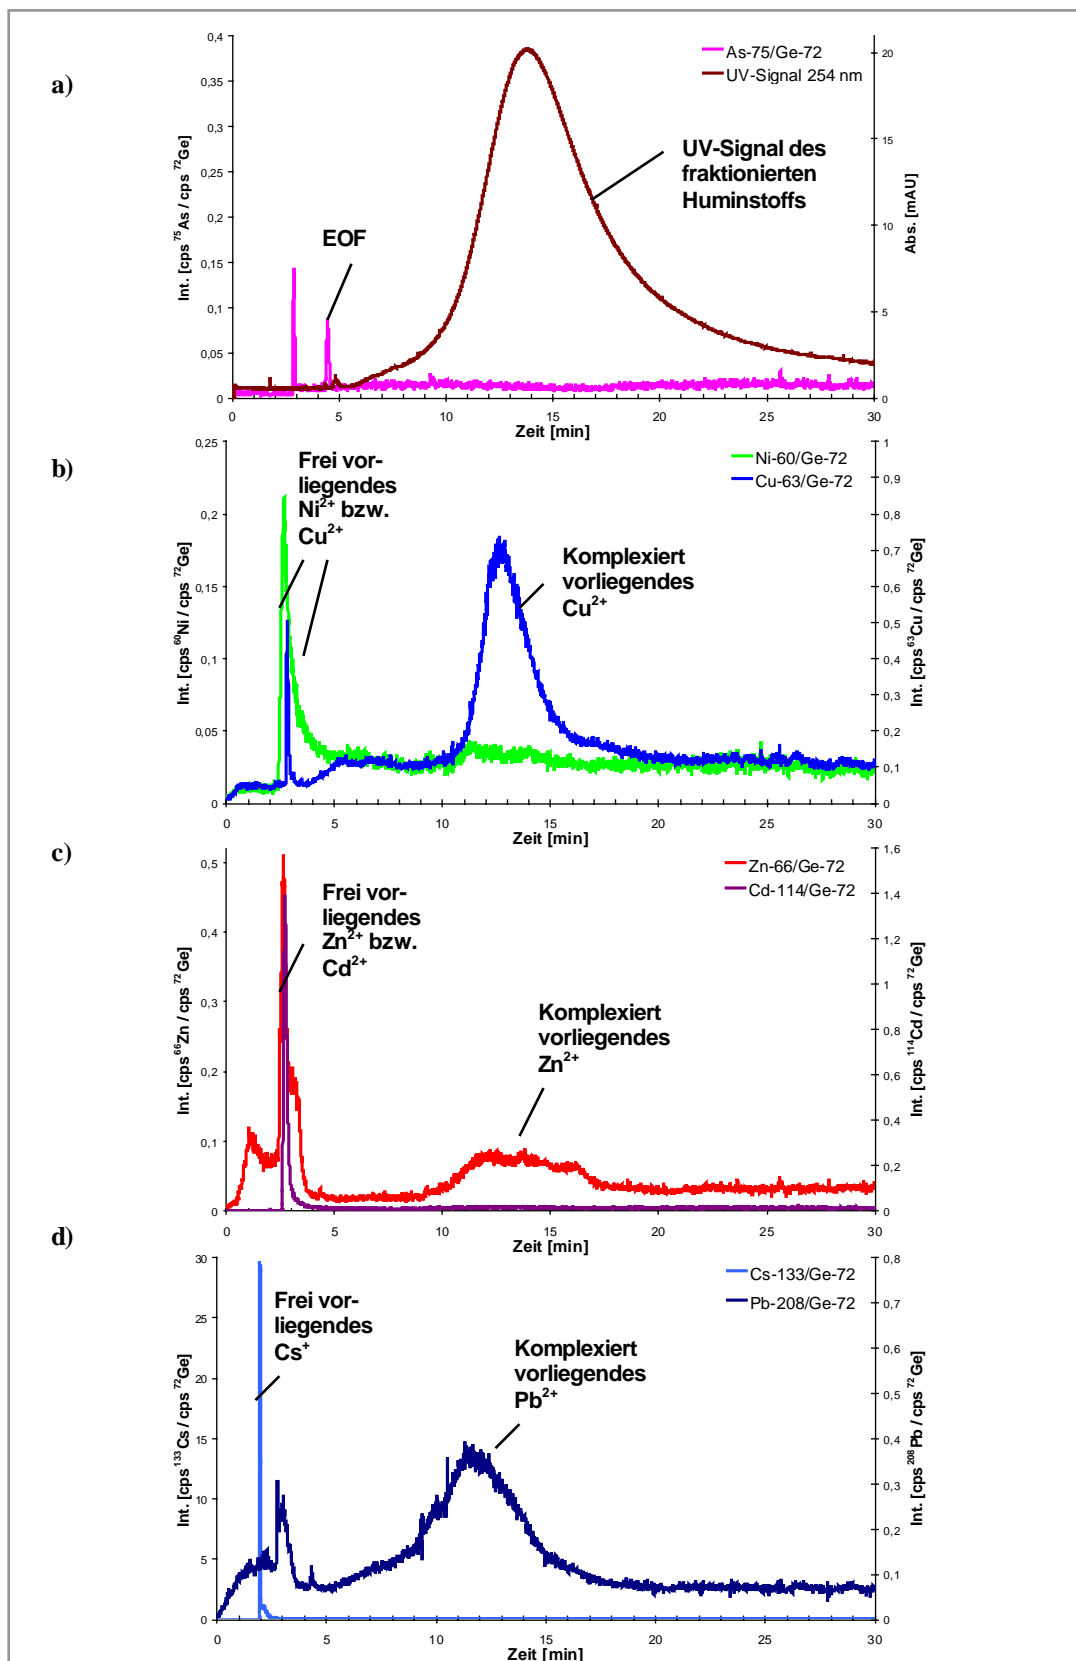 a)
0,4
0,35
0,3
0,25
0,2
0,15
0,1
0,05
0
Int. [cps ⁷⁵As / cps ⁷²Ge]
As-75/Ge-72
UV-Signal 254 nm
EOF
UV-Signal des
fraktionierten
Huminstoffs
20
15
10
5
0
Abs. [mAU]
0 5 10 15 20 25 30
Zeit [min]
b)
0,25
0,2
0,15
0,1
0,05
0
Int. [cps ⁶⁰Ni / cps ⁷²Ge]
Frei vor-
liegendes
Ni²⁺ bzw.
Cu²⁺
Ni-60/Ge-72
Cu-63/Ge-72
Komplexiert
vorliegendes
Cu²⁺
1
0,9
0,8
0,7
0,6
0,5
0,4
0,3
0,2
0,1
0
Int. [cps ⁶³Cu / cps ⁷²Ge]
0 5 10 15 20 25 30
Zeit [min]
c)
0,5
0,4
0,3
0,2
0,1
0
Int. [cps ⁶⁶Zn / cps ⁷²Ge]
Frei vor-
liegendes
Zn²⁺ bzw.
Cd²⁺
Zn-66/Ge-72
Cd-114/Ge-72
Komplexiert
vorliegendes
Zn²⁺
1,6
1,4
1,2
1
0,8
0,6
0,4
0,2
0
Int. [cps ¹¹⁴Cd / cps ⁷²Ge]
0 5 10 15 20 25 30
Zeit [min]
d)
30
25
20
15
10
5
0
Int. [cps ¹³³Cs / cps ⁷²Ge]
Frei vor-
liegendes
Cs⁺
Cs-133/Ge-72
Pb-208/Ge-72
Komplexiert
vorliegendes
Pb²⁺
0,8
0,7
0,6
0,5
0,4
0,3
0,2
0,1
0
Int. [cps ²⁰⁸Pb / cps ⁷²Ge]
0 5 10 15 20 25 30
Zeit [min]